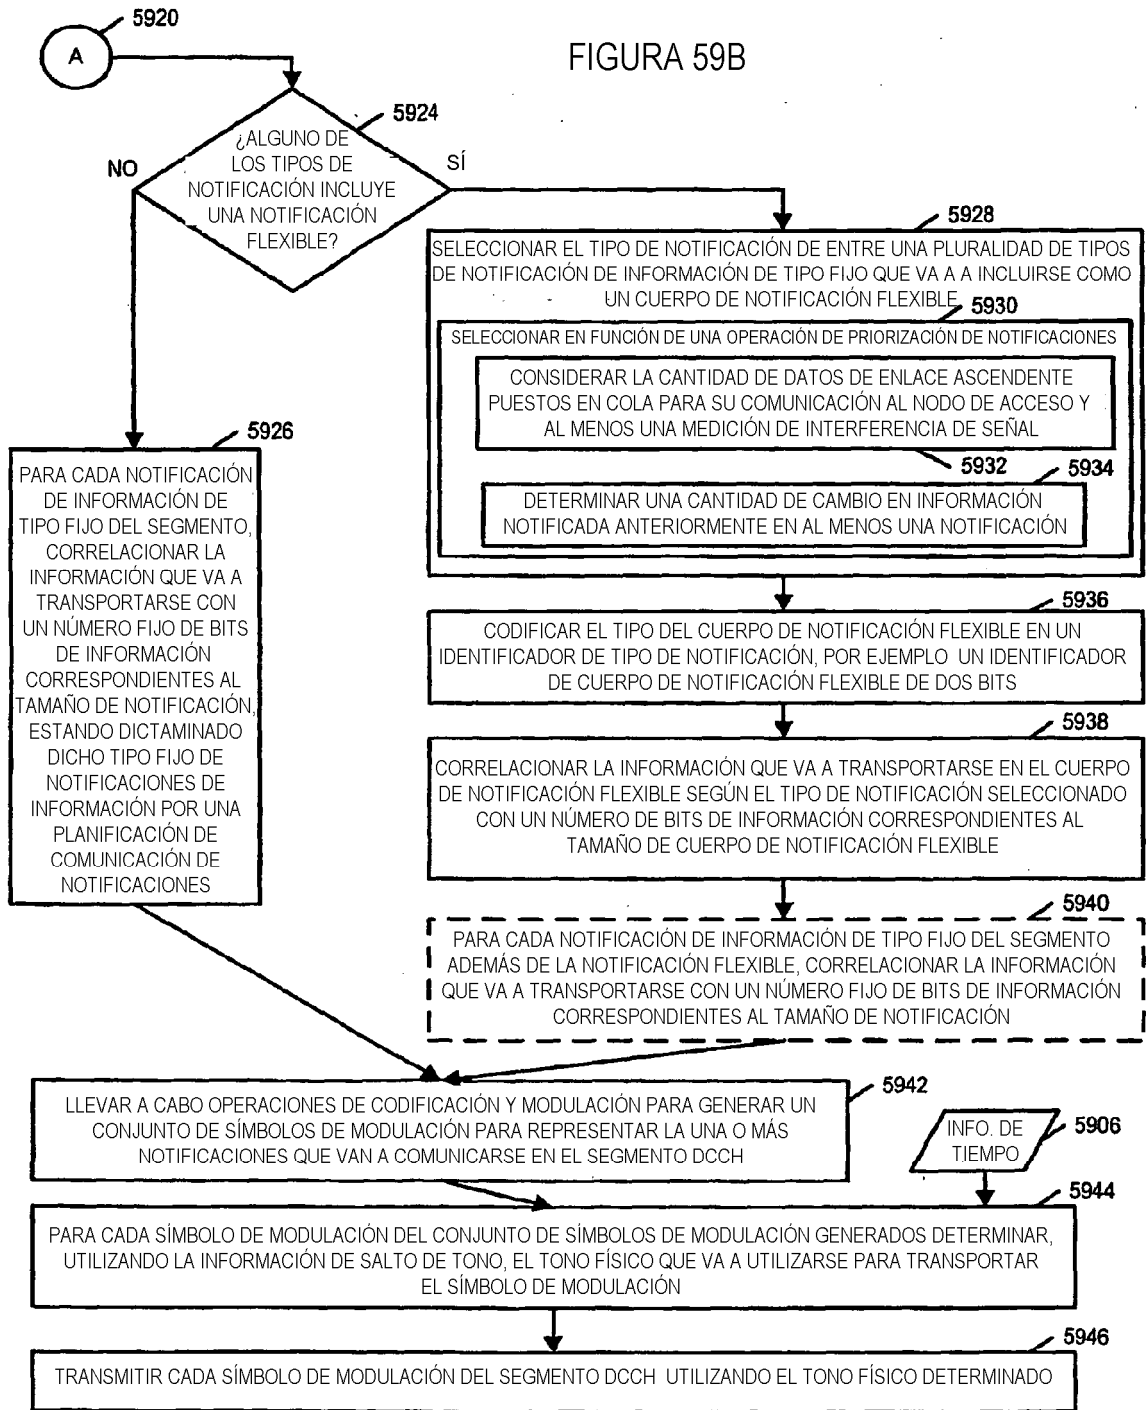 5920
A
FIGURA 59B
5924
¿ALGUNO DE
LOS TIPOS DE
NOTIFICACIÓN INCLUYE
UNA NOTIFICACIÓN
FLEXIBLE?
NO
SÍ
5928
SELECCIONAR EL TIPO DE NOTIFICACIÓN DE ENTRE UNA PLURALIDAD DE TIPOS
DE NOTIFICACIÓN DE INFORMACIÓN DE TIPO FIJO QUE VA A A INCLUIRSE COMO
UN CUERPO DE NOTIFICACIÓN FLEXIBLE
5930
SELECCIONAR EN FUNCIÓN DE UNA OPERACIÓN DE PRIORIZACIÓN DE NOTIFICACIONES
CONSIDERAR LA CANTIDAD DE DATOS DE ENLACE ASCENDENTE
PUESTOS EN COLA PARA SU COMUNICACIÓN AL NODO DE ACCESO Y
AL MENOS UNA MEDICIÓN DE INTERFERENCIA DE SEÑAL
5932
5934
DETERMINAR UNA CANTIDAD DE CAMBIO EN INFORMACIÓN
NOTIFICADA ANTERIORMENTE EN AL MENOS UNA NOTIFICACIÓN
5926
PARA CADA NOTIFICACIÓN
DE INFORMACIÓN DE
TIPO FIJO DEL SEGMENTO,
CORRELACIONAR LA
INFORMACIÓN QUE VA A
TRANSPORTARSE CON
UN NÚMERO FIJO DE BITS
DE INFORMACIÓN
CORRESPONDIENTES AL
TAMAÑO DE NOTIFICACIÓN,
ESTANDO DICTAMINADO
DICHO TIPO FIJO DE
NOTIFICACIONES DE
INFORMACIÓN POR UNA
PLANIFICACIÓN DE
COMUNICACIÓN DE
NOTIFICACIONES
5936
CODIFICAR EL TIPO DEL CUERPO DE NOTIFICACIÓN FLEXIBLE EN UN
IDENTIFICADOR DE TIPO DE NOTIFICACIÓN, POR EJEMPLO UN IDENTIFICADOR
DE CUERPO DE NOTIFICACIÓN FLEXIBLE DE DOS BITS
5938
CORRELACIONAR LA INFORMACIÓN QUE VA A TRANSPORTARSE EN EL CUERPO
DE NOTIFICACIÓN FLEXIBLE SEGÚN EL TIPO DE NOTIFICACIÓN SELECCIONADO
CON UN NÚMERO DE BITS DE INFORMACIÓN CORRESPONDIENTES AL
TAMAÑO DE CUERPO DE NOTIFICACIÓN FLEXIBLE
5940
PARA CADA NOTIFICACIÓN DE INFORMACIÓN DE TIPO FIJO DEL SEGMENTO
ADEMÁS DE LA NOTIFICACIÓN FLEXIBLE, CORRELACIONAR LA INFORMACIÓN
QUE VA A TRANSPORTARSE CON UN NÚMERO FIJO DE BITS DE INFORMACIÓN
CORRESPONDIENTES AL TAMAÑO DE NOTIFICACIÓN
5942
LLEVAR A CABO OPERACIONES DE CODIFICACIÓN Y MODULACIÓN PARA GENERAR UN
CONJUNTO DE SÍMBOLOS DE MODULACIÓN PARA REPRESENTAR LA UNA O MÁS
NOTIFICACIONES QUE VAN A COMUNICARSE EN EL SEGMENTO DCCH
INFO. DE
TIEMPO
5906
5944
PARA CADA SÍMBOLO DE MODULACIÓN DEL CONJUNTO DE SÍMBOLOS DE MODULACIÓN GENERADOS DETERMINAR,
UTILIZANDO LA INFORMACIÓN DE SALTO DE TONO, EL TONO FÍSICO QUE VA A UTILIZARSE PARA TRANSPORTAR
EL SÍMBOLO DE MODULACIÓN
5946
TRANSMITIR CADA SÍMBOLO DE MODULACIÓN DEL SEGMENTO DCCH UTILIZANDO EL TONO FÍSICO DETERMINADO